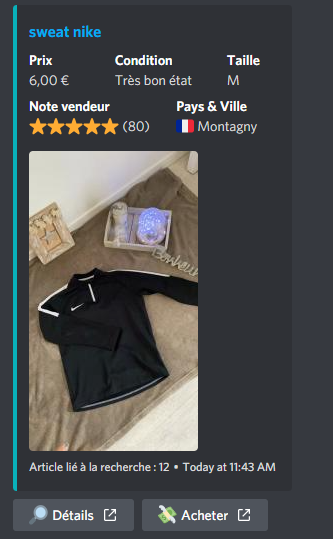 sweat nike
Prix Condition Taille
6,00 € Très bon état M
Note vendeur Pays & Ville
(80) Montagny
Bonheur
Article lié à la recherche : 12 • Today at 11:43 AM
Détails Acheter